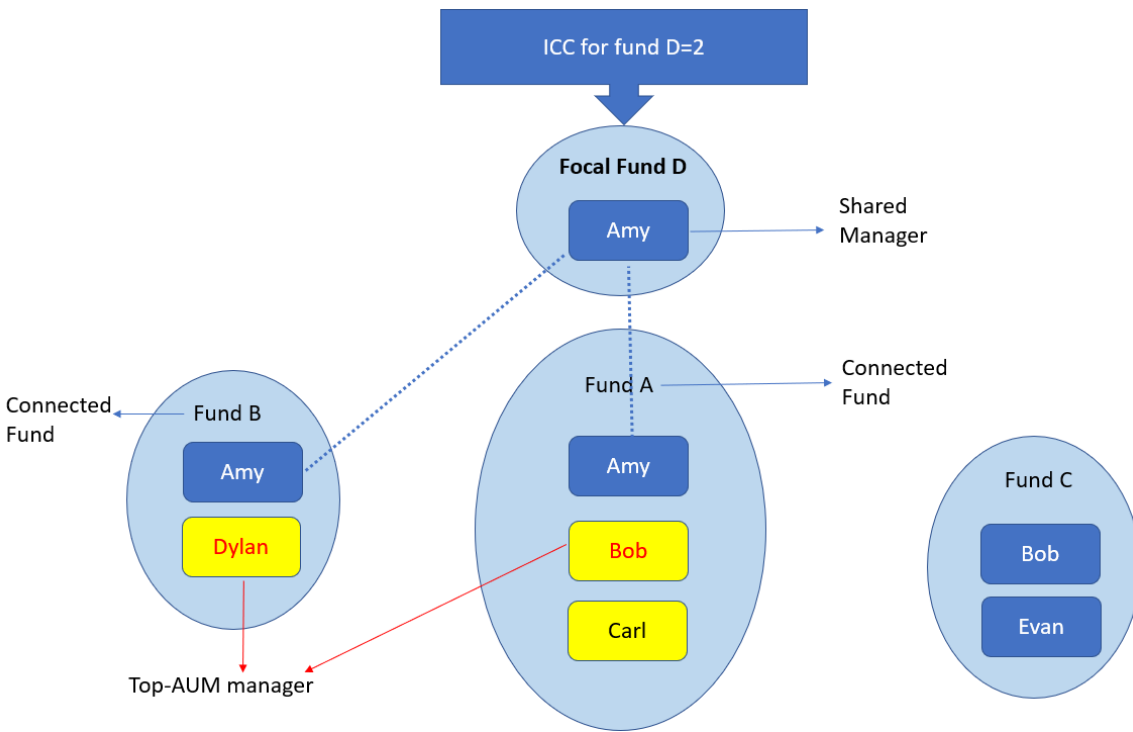 ICC for fund D=2
Focal Fund D
Amy
Shared
Manager
Fund A
Connected
Fund
Connected
Fund
Fund B
Amy
Dylan
Amy
Bob
Carl
Fund C
Bob
Evan
Top-AUM manager